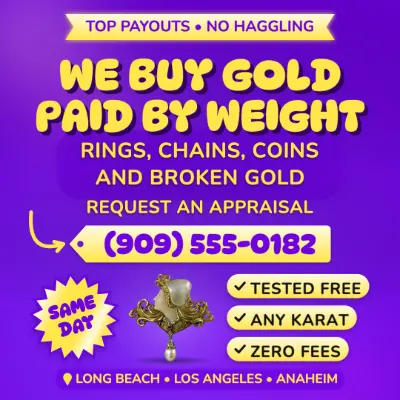 TOP PAYOUTS • NO HAGGLING
WE BUY GOLD
PAID BY WEIGHT
RINGS, CHAINS, COINS
AND BROKEN GOLD
REQUEST AN APPRAISAL
(909) 555-0182
SAME
DAY
✓ TESTED FREE
✓ ANY KARAT
✓ ZERO FEES
LONG BEACH • LOS ANGELES • ANAHEIM